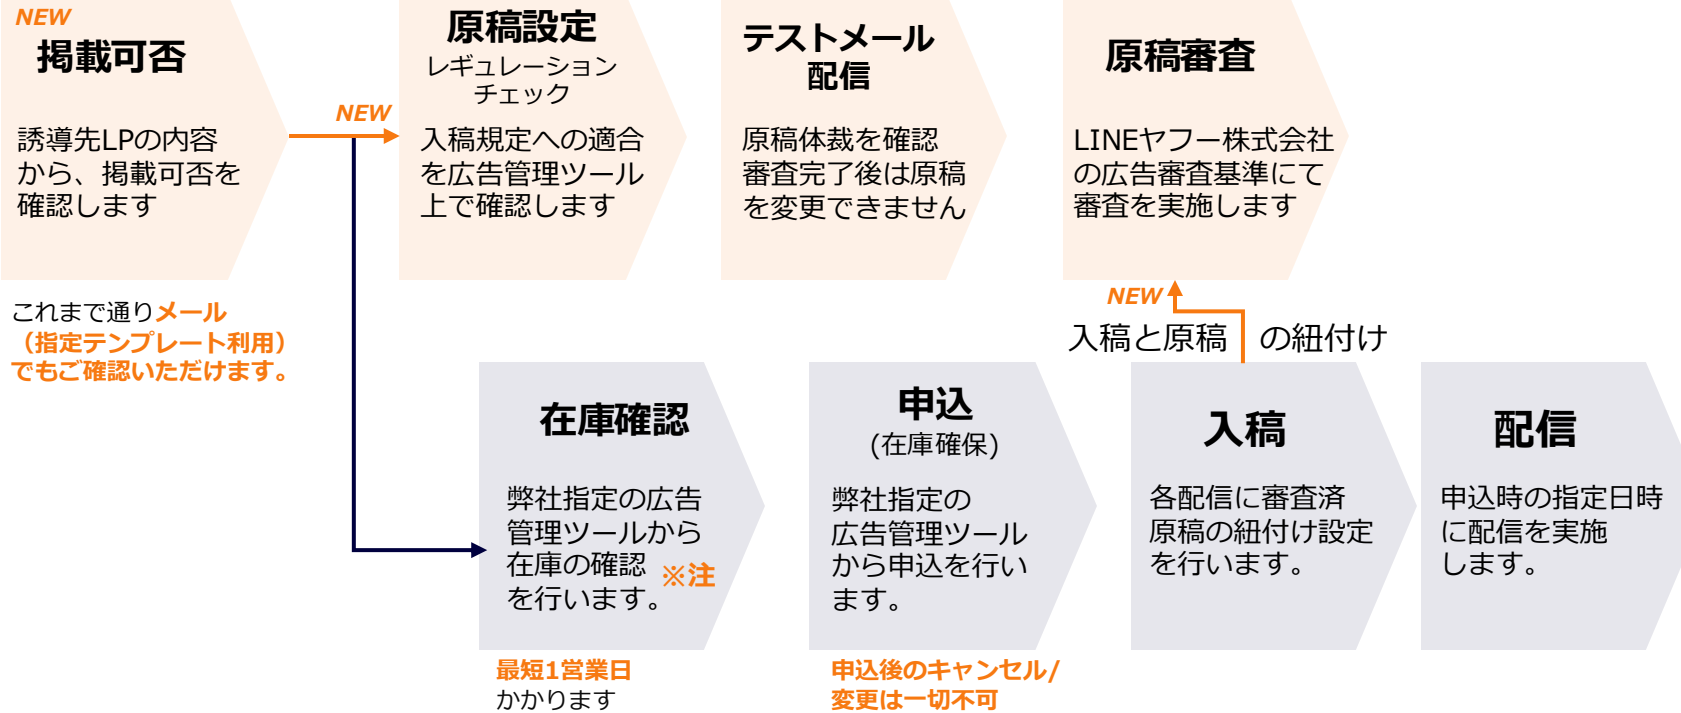 NEW
掲載可否
誘導先LPの内容
から、掲載可否を
確認します
これまで通りメール
（指定テンプレート利用）
でもご確認いただけます。
NEW
原稿設定
レギュレーション
チェック
入稿規定への適合
を広告管理ツール
上で確認します
テストメール
配信
原稿体裁を確認
審査完了後は原稿
を変更できません
原稿審査
LINEヤフー株式会社
の広告審査基準にて
審査を実施します
NEW
入稿と原稿 の紐付け
在庫確認
弊社指定の広告
管理ツールから
在庫の確認 ※注
を行います。
最短1営業日
かかります
申込
(在庫確保)
弊社指定の
広告管理ツール
から申込を行い
ます。
申込後のキャンセル/
変更は一切不可
入稿
各配信に審査済
原稿の紐付け設定
を行います。
配信
申込時の指定日時
に配信を実施
します。